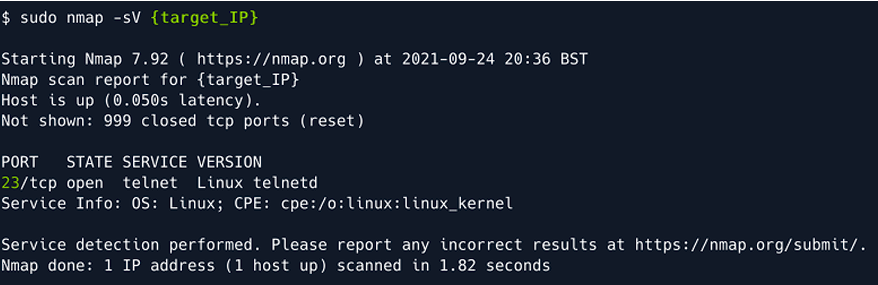 $ sudo nmap -sV {target_IP}
Starting Nmap 7.92 ( https://nmap.org ) at 2021-09-24 20:36 BST
Nmap scan report for {target_IP}
Host is up (0.050s latency).
Not shown: 999 closed tcp ports (reset)
PORT   STATE SERVICE VERSION
23/tcp open  telnet  Linux telnetd
Service Info: OS: Linux; CPE: cpe:/o:linux:linux_kernel
Service detection performed. Please report any incorrect results at https://nmap.org/submit/.
Nmap done: 1 IP address (1 host up) scanned in 1.82 seconds